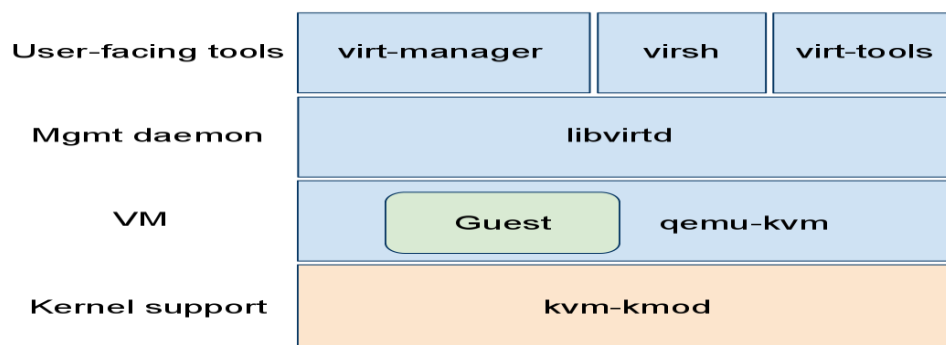 User-facing tools virt-manager virsh virt-tools
Mgmt daemon libvirtd
VM Guest qemu-kvm
Kernel support kvm-kmod